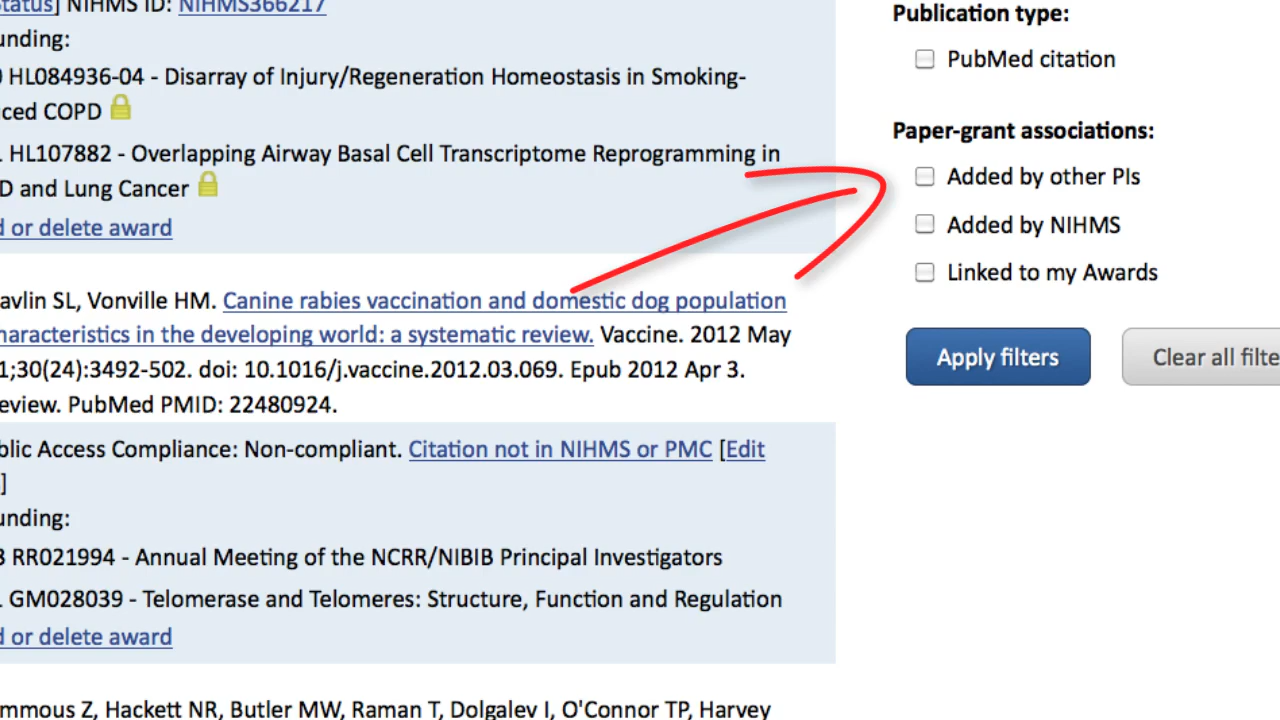 Status] NIHMS ID: NIHMS366217
unding:
HL084936-04 - Disarray of Injury/Regeneration Homeostasis in Smoking-
ced COPD
HL107882 - Overlapping Airway Basal Cell Transcriptome Reprogramming in
D and Lung Cancer
d or delete award
avlin SL, Vonville HM. Canine rabies vaccination and domestic dog population
haracteristics in the developing world: a systematic review. Vaccine. 2012 May
1;30(24):3492-502. doi: 10.1016/j.vaccine.2012.03.069. Epub 2012 Apr 3.
eview. PubMed PMID: 22480924.
blic Access Compliance: Non-compliant. Citation not in NIHMS or PMC [Edit
]
unding:
RR021994 - Annual Meeting of the NCRR/NIBIB Principal Investigators
GM028039 - Telomerase and Telomeres: Structure, Function and Regulation
d or delete award
mmous Z, Hackett NR, Butler MW, Raman T, Dolgalev I, O'Connor TP, Harvey
Publication type:
PubMed citation
Paper-grant associations:
Added by other PIs
Added by NIHMS
Linked to my Awards
Apply filters
Clear all filte